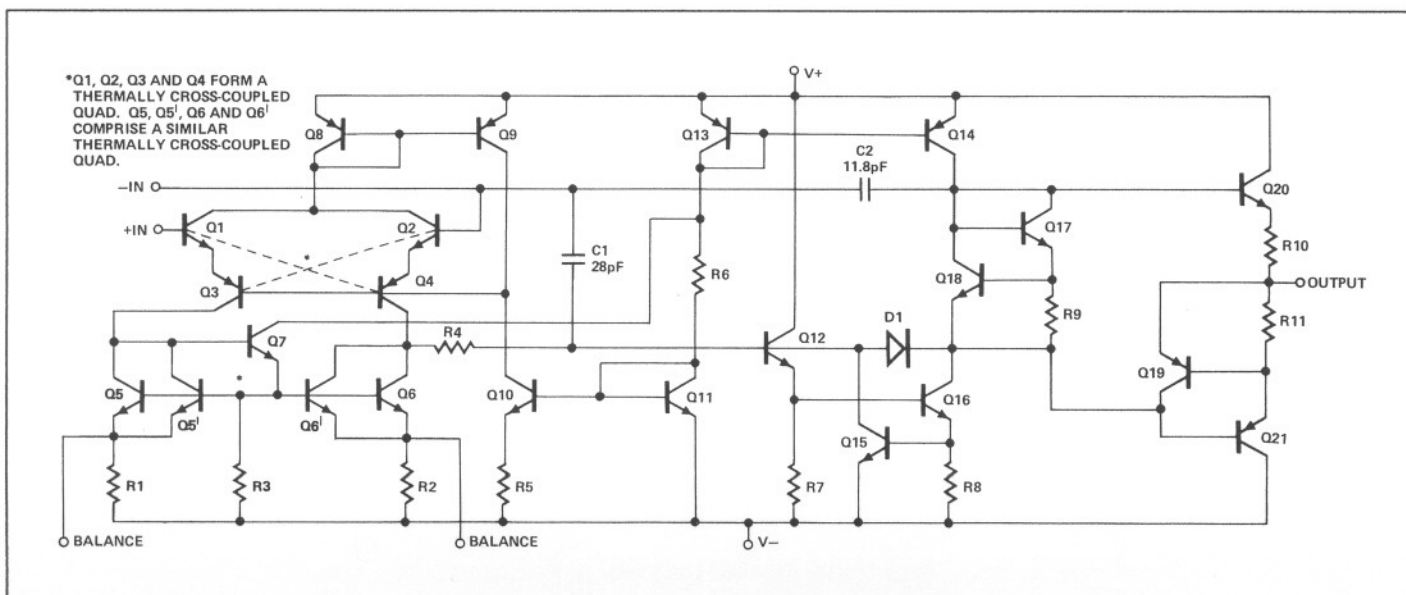 *Q1, Q2, Q3 AND Q4 FORM A
THERMALLY CROSS-COUPLED
QUAD. Q5, Q5', Q6 AND Q6'
COMPRISE A SIMILAR
THERMALLY CROSS-COUPLED
QUAD.
V+
Q8
Q9
Q13
Q14
C2
11.8pF
Q20
-IN
+IN
Q1
Q2
*
C1
28pF
Q17
R10
Q3
Q4
R6
Q18
OUTPUT
Q7
R4
Q12
D1
R9
R11
Q19
*
Q5
Q5'
Q6'
Q6
Q10
Q11
Q16
Q15
Q21
R1
R3
R2
R5
R7
R8
BALANCE
BALANCE
V-